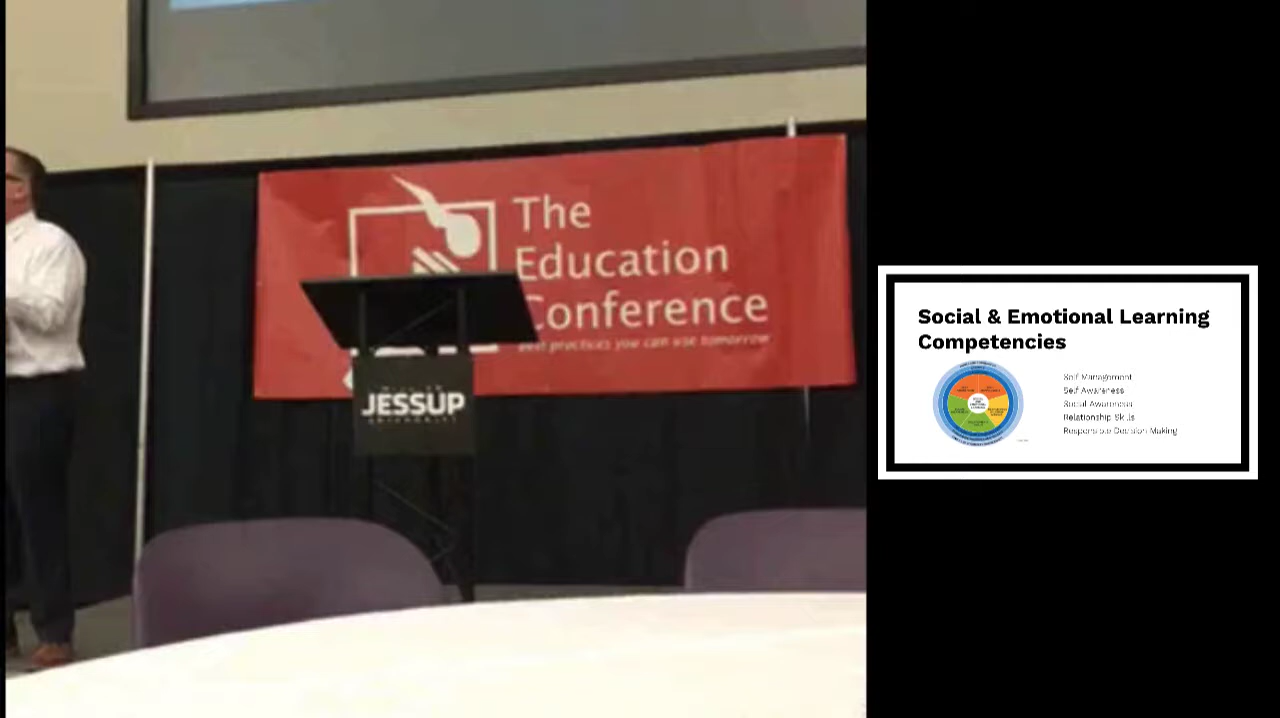 The
Education
Conference
best practices you can use tomorrow
JESSUP
UNIVERSITY
Social & Emotional Learning
Competencies
Self Management
Self Awareness
Social Awareness
Relationship Skills
Responsible Decision Making